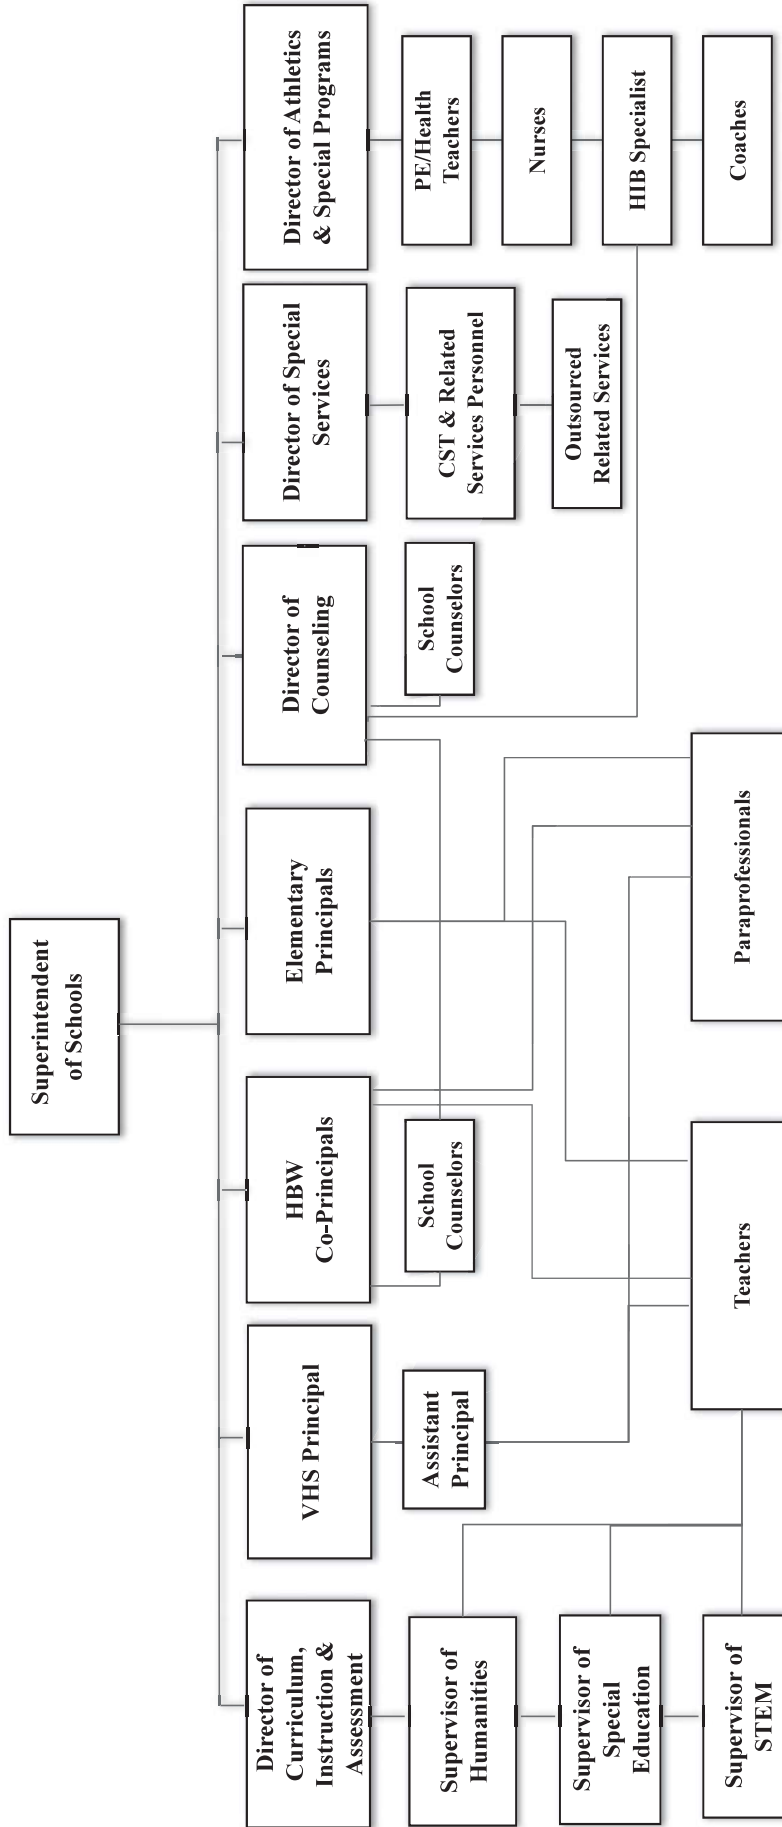 Superintendent
of Schools
Director of
Curriculum,
Instruction &
Assessment
VHS Principal
HBW
Co-Principals
Elementary
Principals
Director of
Counseling
Director of Special
Services
Director of Athletics
& Special Programs
Supervisor of
Humanities
Assistant
Principal
School
Counselors
School
Counselors
CST & Related
Services Personnel
PE/Health
Teachers
Supervisor of
Special
Education
Outsourced
Related Services
Nurses
HIB Specialist
Supervisor of
STEM
Teachers
Paraprofessionals
Coaches